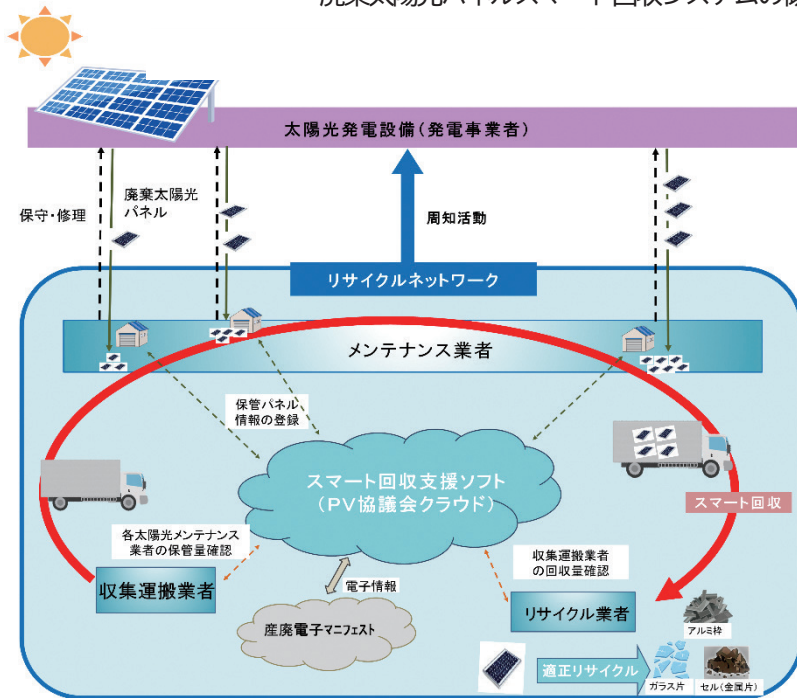 太陽光発電設備（発電事業者）
廃棄太陽光
パネル
保守・修理
周知活動
リサイクルネットワーク
メンテナンス業者
保管パネル
情報の登録
スマート回収支援ソフト
（PV協議会クラウド）
スマート回収
各太陽光メンテナンス
業者の保管量確認
収集運搬業者
の回収量確認
収集運搬業者
電子情報
リサイクル業者
産廃電子マニフェスト
アルミ枠
適正リサイクル
ガラス片
セル（金属片）